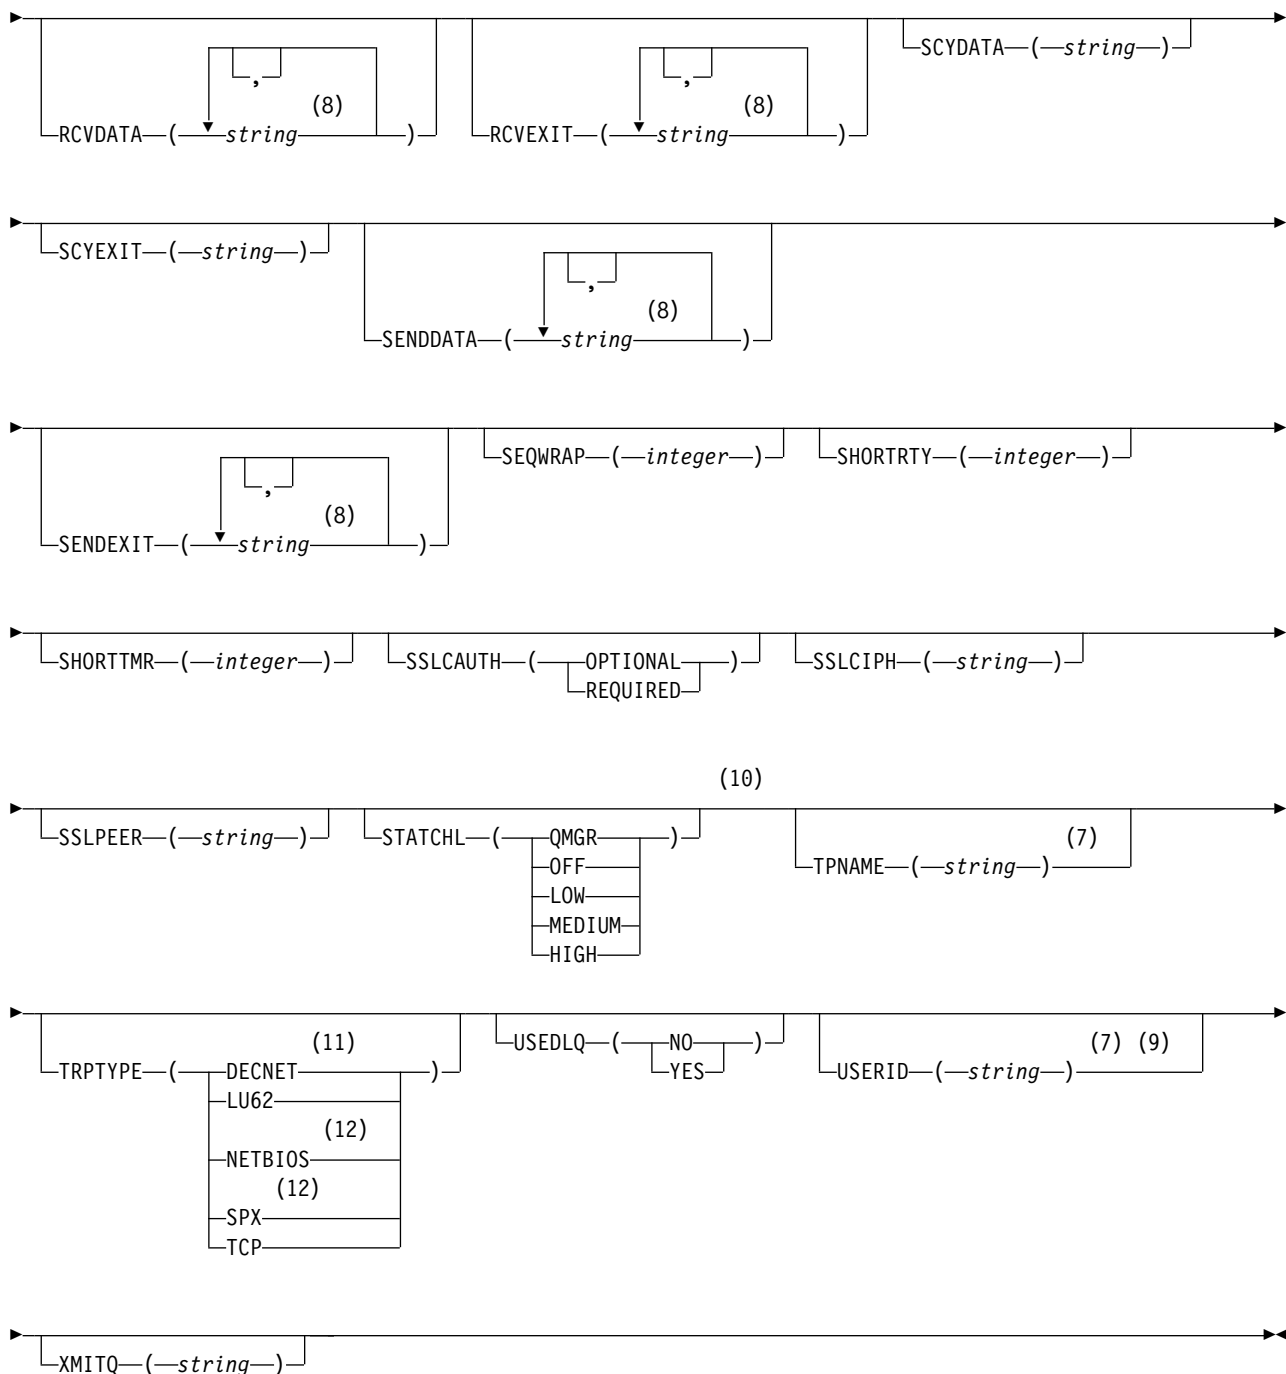 SCYDATA—(—string—)
,
,
(8)
(8)
RCVDATA—(—string—)
RCVEXIT—(—string—)
SCYEXIT—(—string—)
,
(8)
SENDDATA—(—string—)
SEQWRAP—(—integer—)
SHORTRTY—(—integer—)
,
(8)
SENDEXIT—(—string—)
SHORTTMR—(—integer—)
SSLCAUTH—(—OPTIONAL—)
REQUIRED
SSLCIPH—(—string—)
(10)
SSLPEER—(—string—)
STATCHL—(—QMGR—)
OFF
LOW
MEDIUM
HIGH
(7)
TPNAME—(—string—)
(11)
TRPTYPE—(—DECNET—)
LU62
(12)
NETBIOS
(12)
SPX
TCP
USEDLQ—(—NO—)
YES
(7) (9)
USERID—(—string—)
XMITQ—(—string—)